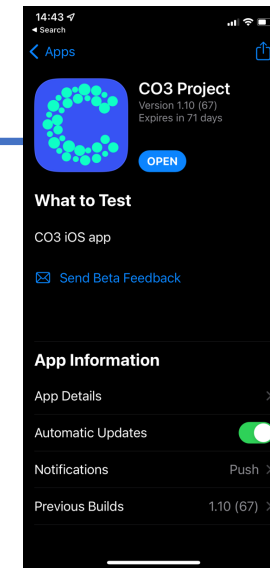 14:43
◀ Search
Apps
CO3 Project
Version 1.10 (67)
Expires in 71 days
OPEN
What to Test
CO3 iOS app
Send Beta Feedback
App Information
App Details
Automatic Updates
Notifications Push
Previous Builds 1.10 (67)